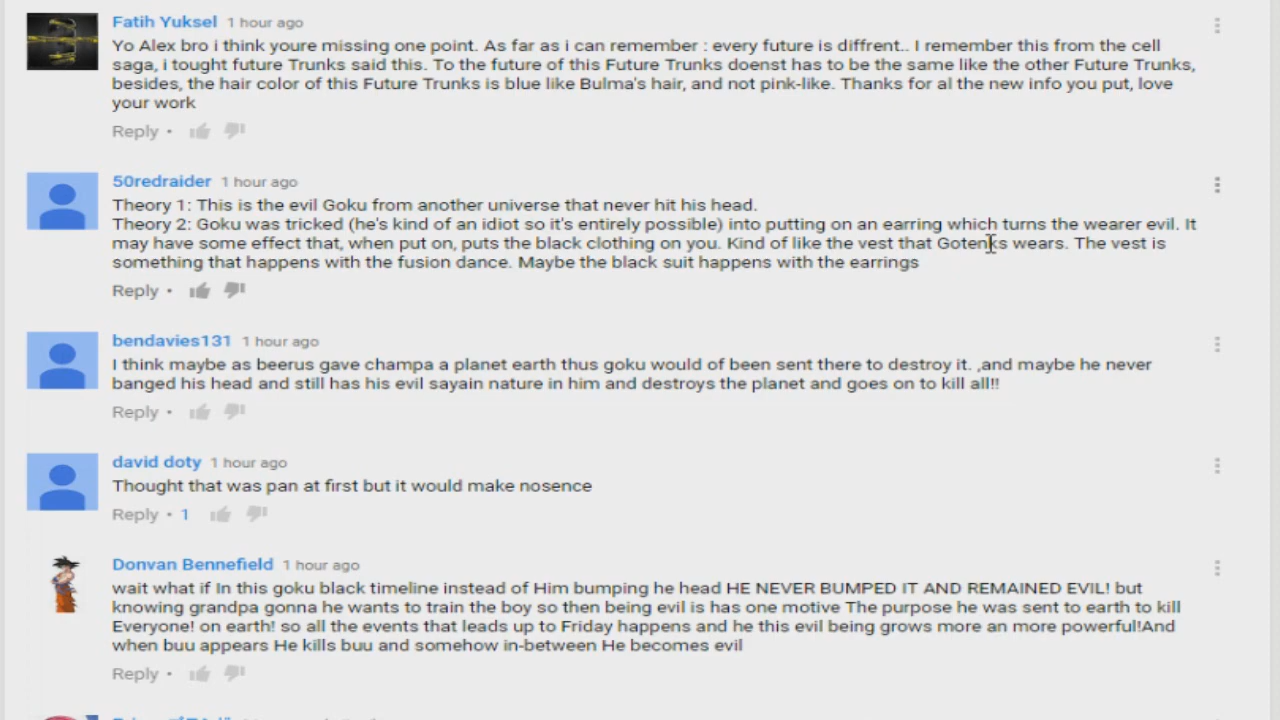 Fatih Yuksel 1 hour ago
Yo Alex bro i think youre missing one point. As far as i can remember : every future is diffrent.. I remember this from the cell
saga, i tought future Trunks said this. To the future of this Future Trunks doenst has to be the same like the other Future Trunks,
besides, the hair color of this Future Trunks is blue like Bulma's hair, and not pink-like. Thanks for al the new info you put, love
your work
Reply •
50redraider 1 hour ago
Theory 1: This is the evil Goku from another universe that never hit his head.
Theory 2: Goku was tricked (he's kind of an idiot so it's entirely possible) into putting on an earring which turns the wearer evil. It
may have some effect that, when put on, puts the black clothing on you. Kind of like the vest that Gotenks wears. The vest is
something that happens with the fusion dance. Maybe the black suit happens with the earrings
Reply •
bendavies131 1 hour ago
I think maybe as beerus gave champa a planet earth thus goku would of been sent there to destroy it. ,and maybe he never
banged his head and still has his evil sayain nature in him and destroys the planet and goes on to kill all!!
Reply •
david doty 1 hour ago
Thought that was pan at first but it would make nosence
Reply • 1
Donvan Bennefield 1 hour ago
wait what if In this goku black timeline instead of Him bumping he head HE NEVER BUMPED IT AND REMAINED EVIL! but
knowing grandpa gonna he wants to train the boy so then being evil is has one motive The purpose he was sent to earth to kill
Everyone! on earth! so all the events that leads up to Friday happens and he this evil being grows more an more powerful!And
when buu appears He kills buu and somehow in-between He becomes evil
Reply •